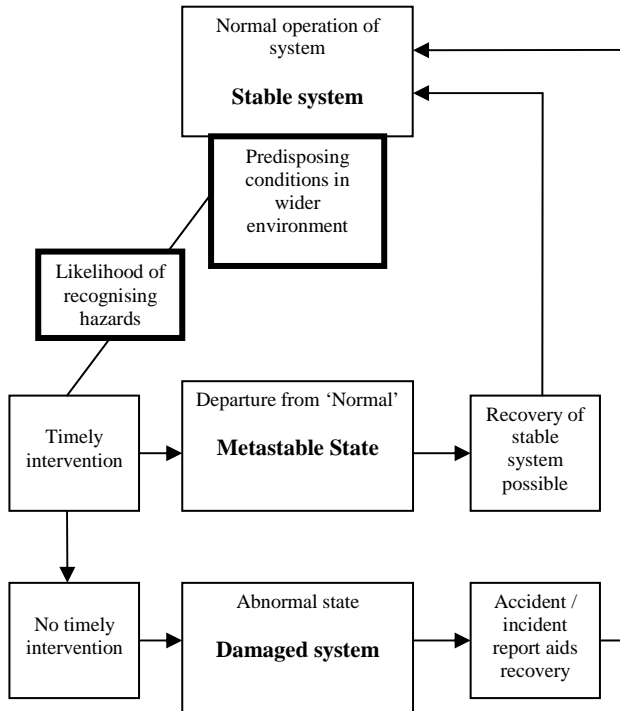 Normal operation of
system
Stable system
Predisposing
conditions in
wider
environment
Likelihood of
recognising
hazards
Timely
intervention
Departure from ‘Normal’
Metastable State
Recovery of
stable
system
possible
No timely
intervention
Abnormal state
Damaged system
Accident /
incident
report aids
recovery